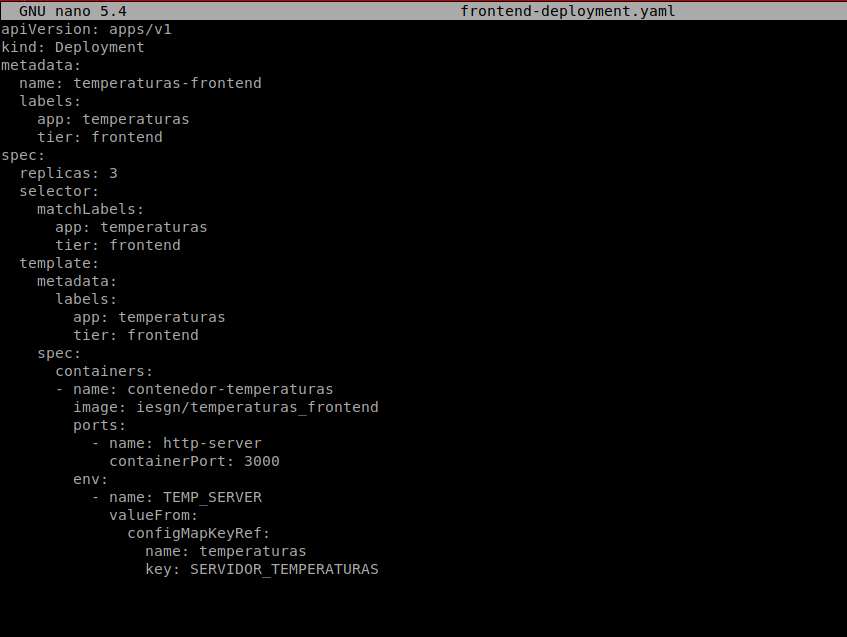 GNU nano 5.4 frontend-deployment.yaml
apiVersion: apps/v1
kind: Deployment
metadata:
  name: temperaturas-frontend
  labels:
    app: temperaturas
    tier: frontend
spec:
  replicas: 3
  selector:
    matchLabels:
      app: temperaturas
      tier: frontend
  template:
    metadata:
      labels:
        app: temperaturas
        tier: frontend
    spec:
      containers:
      - name: contenedor-temperaturas
        image: iesgn/temperaturas_frontend
        ports:
          - name: http-server
            containerPort: 3000
        env:
          - name: TEMP_SERVER
            valueFrom:
              configMapKeyRef:
                name: temperaturas
                key: SERVIDOR_TEMPERATURAS